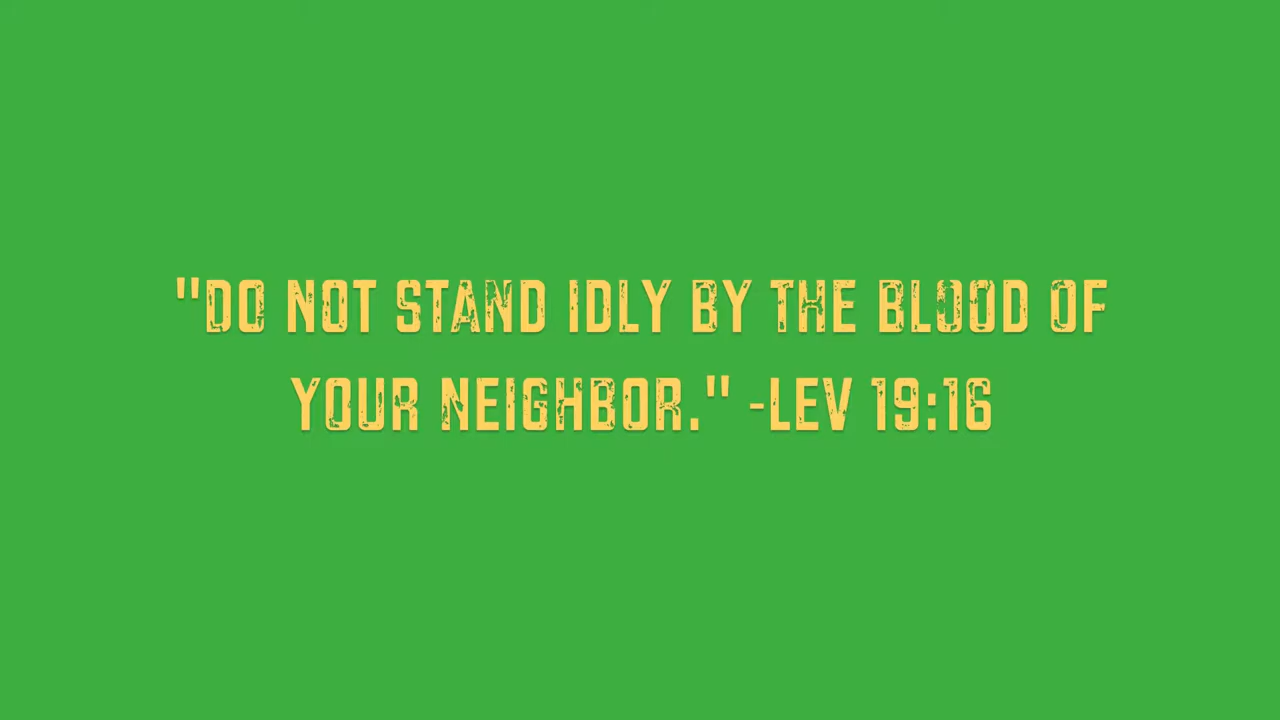 "DO NOT STAND IDLY BY THE BLOOD OF
YOUR NEIGHBOR." -LEV 19:16